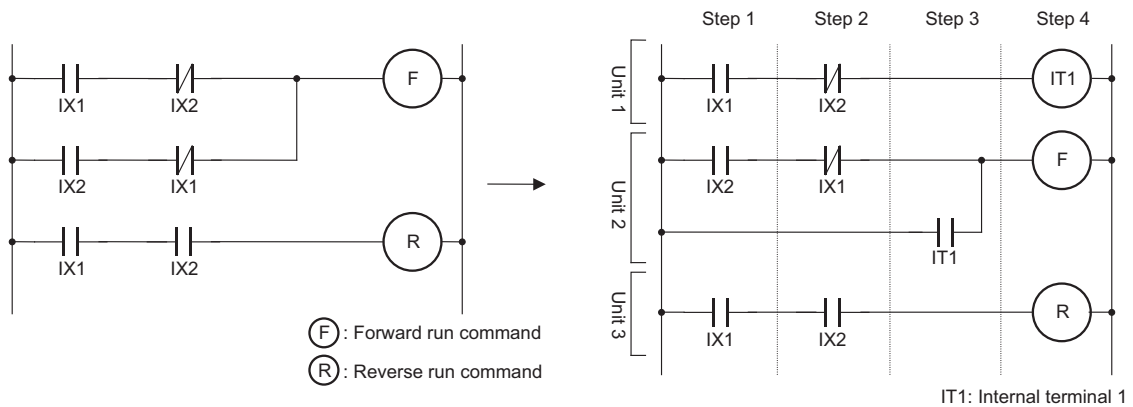 Step 1 Step 2 Step 3 Step 4
Unit 1
IX1 IX2 F
IX2 IX1
IX1 IX2 R
F : Forward run command
R : Reverse run command
IX1 IX2 IT1
Unit 2
IX2 IX1 F
IT1
Unit 3
IX1 IX2 R
IT1: Internal terminal 1